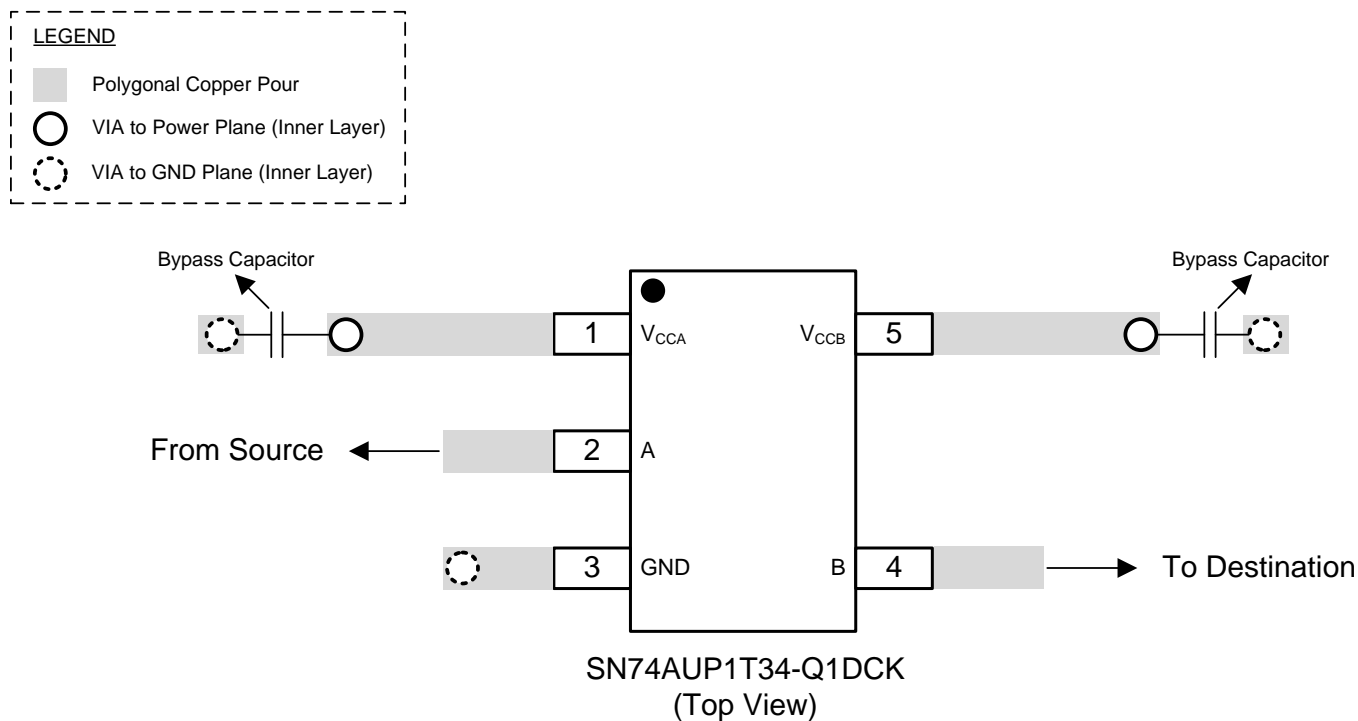 LEGEND
Polygonal Copper Pour
VIA to Power Plane (Inner Layer)
VIA to GND Plane (Inner Layer)
Bypass Capacitor
Bypass Capacitor
1
VCCA
VCCB
5
From Source
2
A
3
GND
B
4
To Destination
SN74AUP1T34-Q1DCK
(Top View)